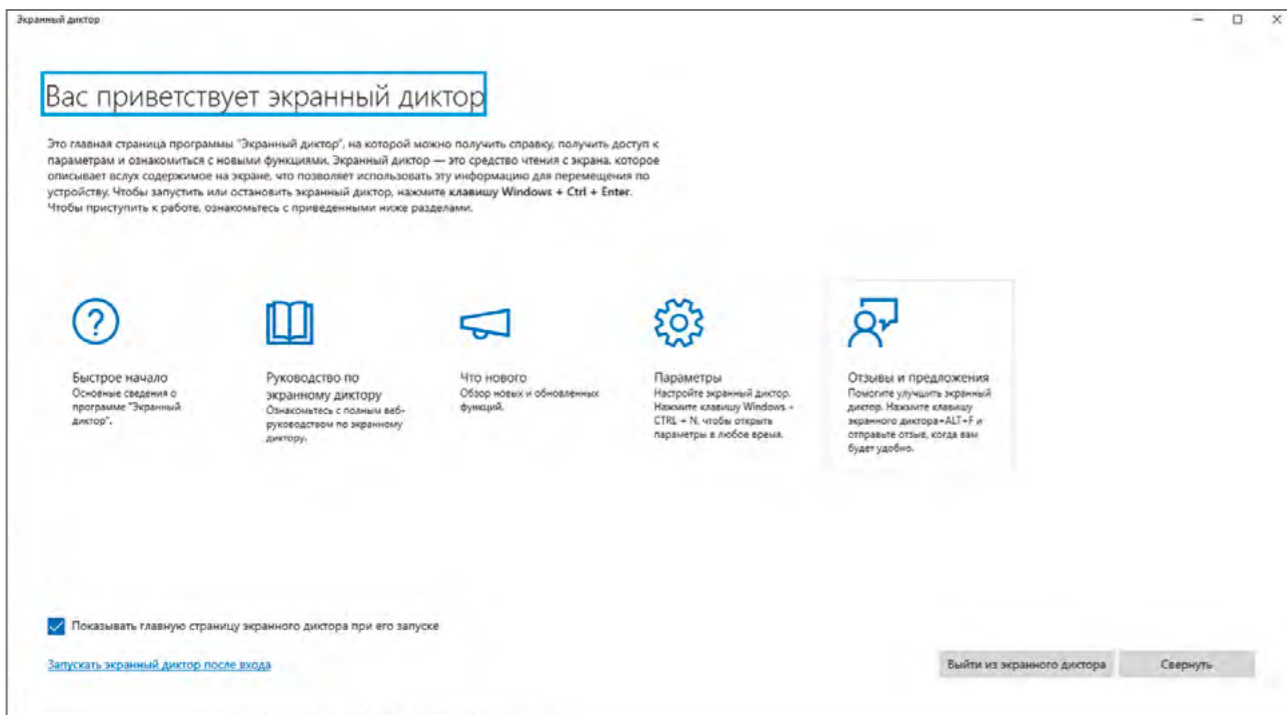 Экранный диктор
Вас приветствует экранный диктор
Это главная страница программы "Экранный диктор", на которой можно получить справку, получить доступ к
параметрам и ознакомиться с новыми функциями. Экранный диктор — это средство чтения с экрана, которое
описывает вслух содержимое на экране, что позволяет использовать эту информацию для перемещения по
устройству. Чтобы запустить или остановить экранный диктор, нажмите клавишу Windows + Ctrl + Enter.
Чтобы приступить к работе, ознакомьтесь с приведенными ниже разделами.
Быстрое начало
Основные сведения о
программе "Экранный
диктор".
Руководство по
экранному диктору
Ознакомьтесь с полным веб-
руководством по экранному
диктору.
Что нового
Обзор новых и обновленных
функций.
Параметры
Настройте экранный диктор.
Нажмите клавишу Windows +
CTRL + N, чтобы открыть
параметры в любое время.
Отзывы и предложения
Помогите улучшить экранный
диктор. Нажмите клавишу
экранного диктора+ALT+F и
отправьте отзыв, когда вам
будет удобно.
Показывать главную страницу экранного диктора при его запуске
Запускать экранный диктор после входа
Выйти из экранного диктора
Свернуть